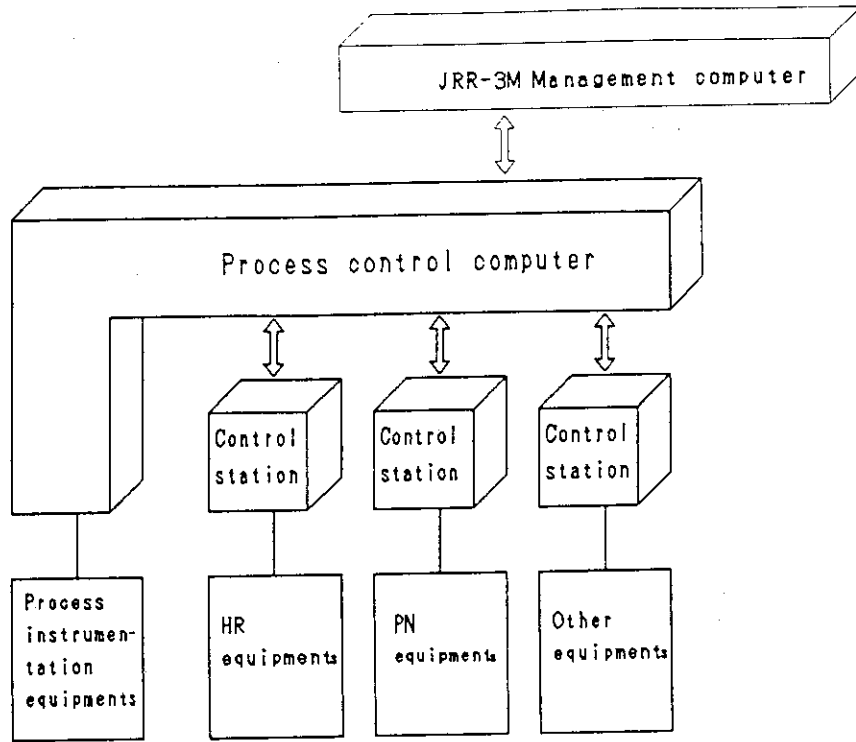 JRR-3M Management computer
Process control computer
Control
station
Control
station
Control
station
Process
instrumen-
tation
equipments
HR
equipments
PN
equipments
Other
equipments